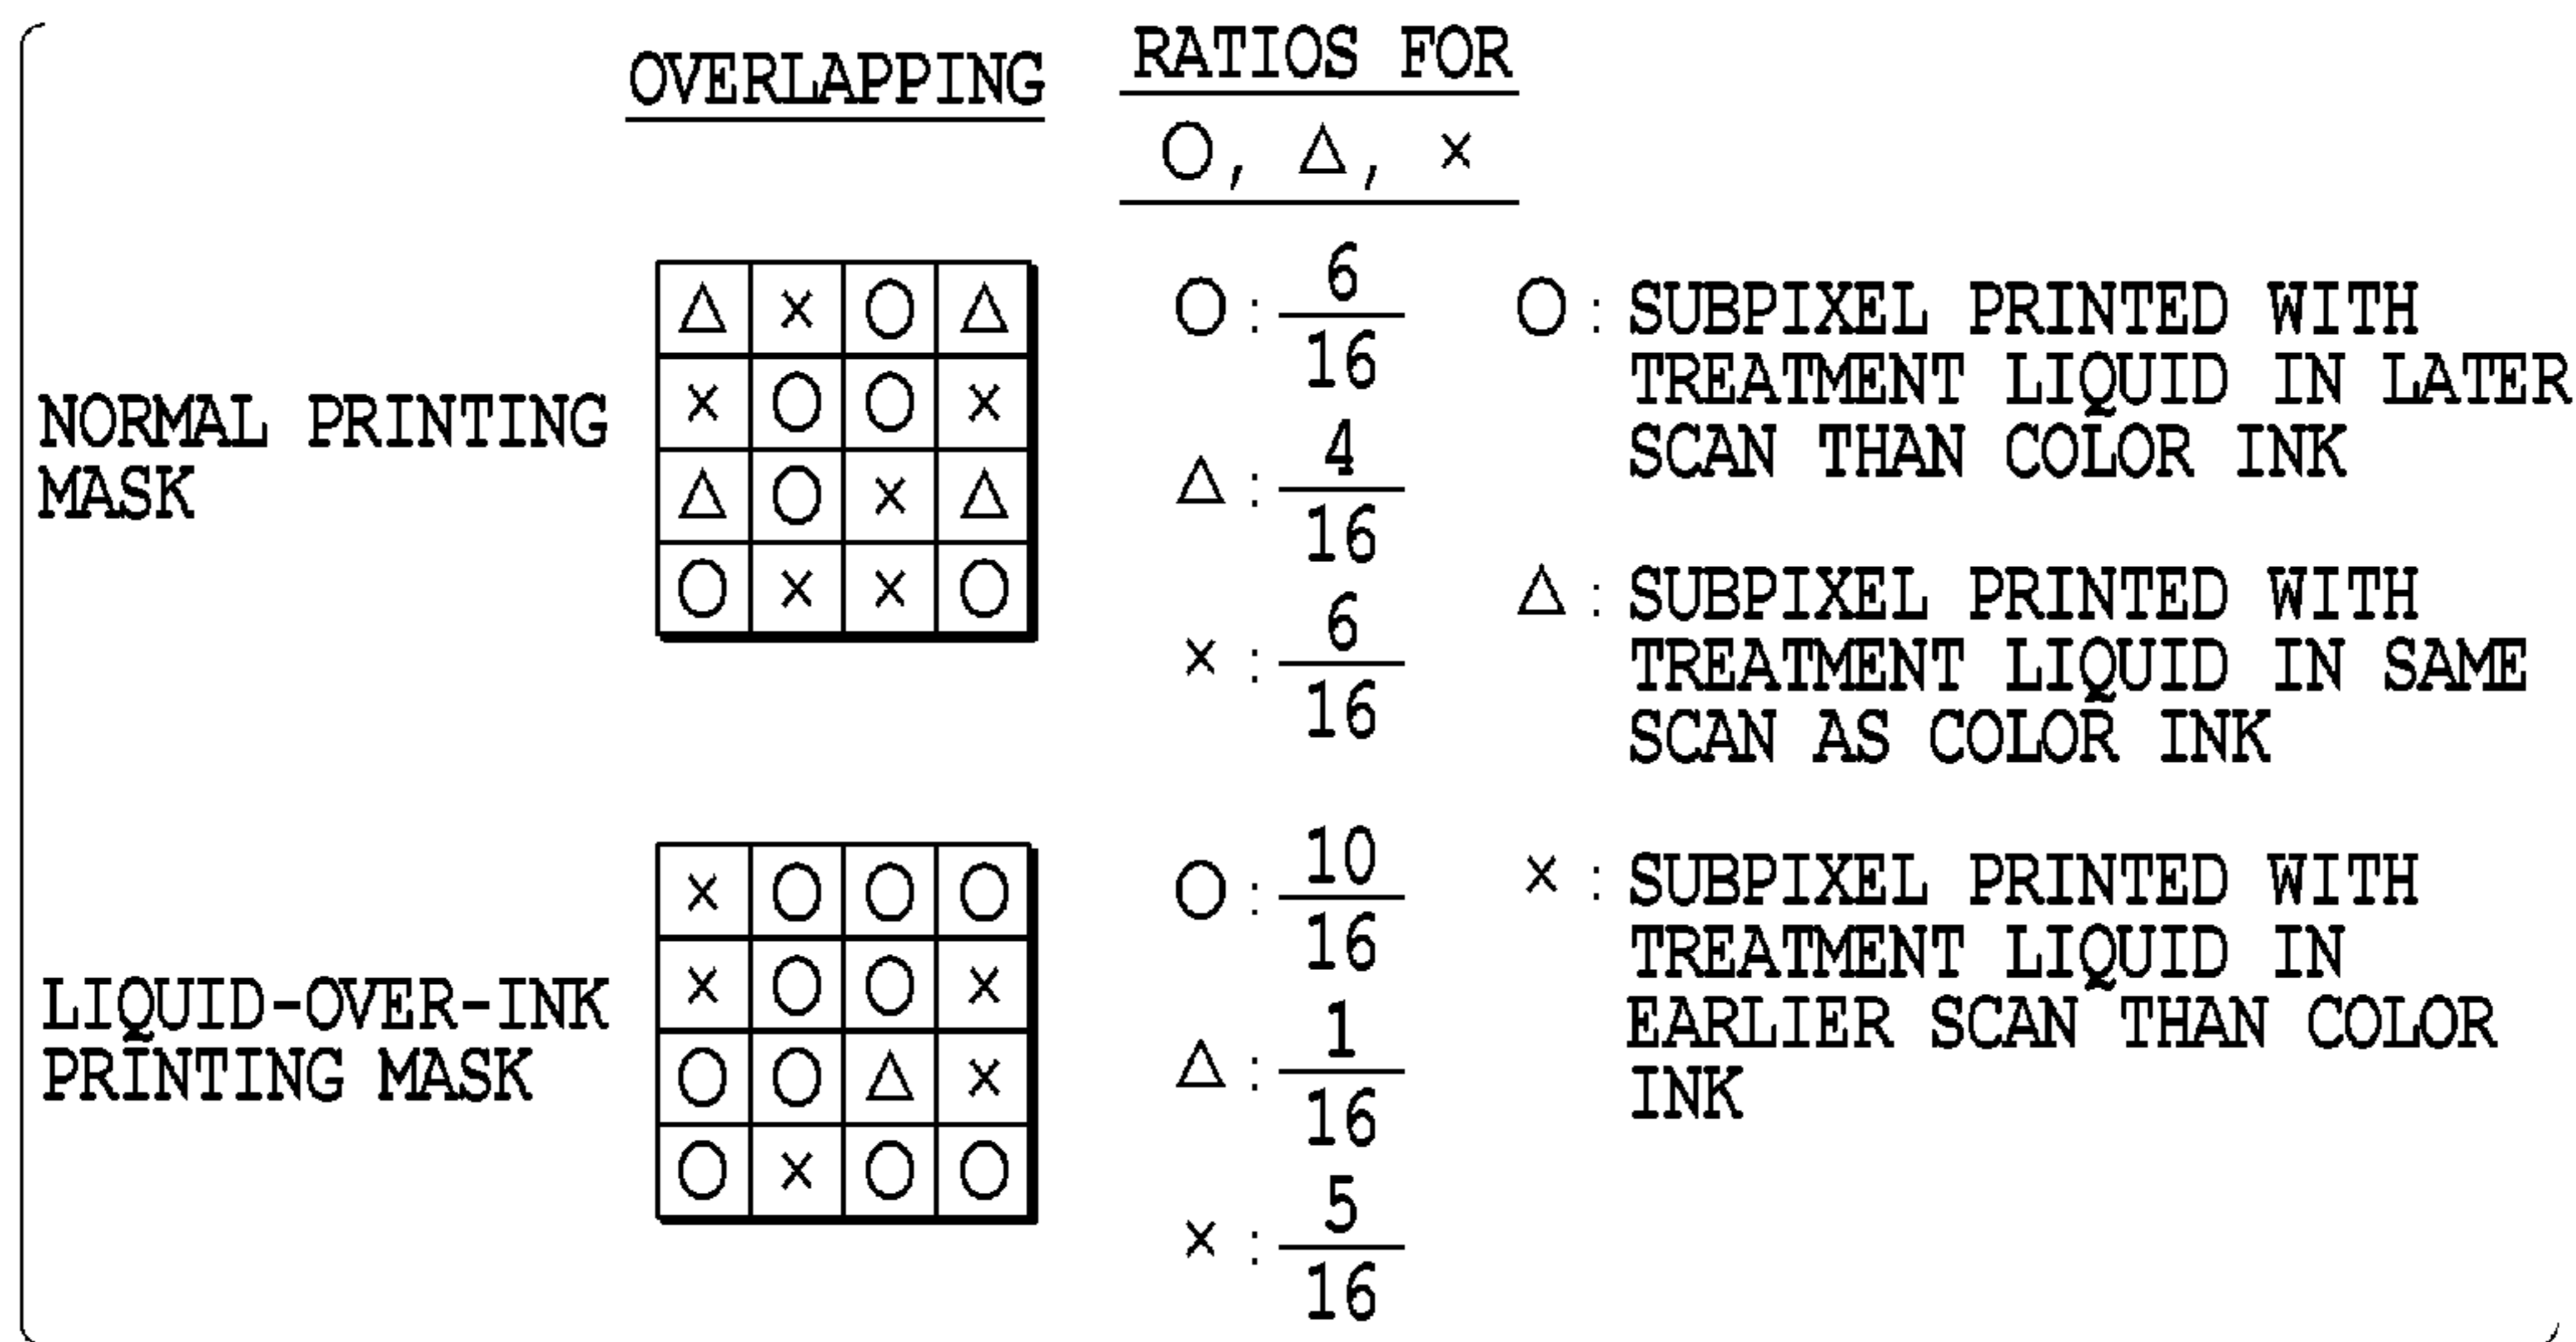 OVERLAPPING
RATIOS FOR
○, △, ×
NORMAL PRINTING
MASK
△ × ○ △
× ○ ○ ×
△ ○ × △
○ × × ○
○ : 6/16
△ : 4/16
× : 6/16
○ : SUBPIXEL PRINTED WITH
TREATMENT LIQUID IN LATER
SCAN THAN COLOR INK
△ : SUBPIXEL PRINTED WITH
TREATMENT LIQUID IN SAME
SCAN AS COLOR INK
× : SUBPIXEL PRINTED WITH
TREATMENT LIQUID IN
EARLIER SCAN THAN COLOR
INK
LIQUID-OVER-INK
PRINTING MASK
× ○ ○ ○
× ○ ○ ×
○ ○ △ ×
○ × ○ ○
○ : 10/16
△ : 1/16
× : 5/16